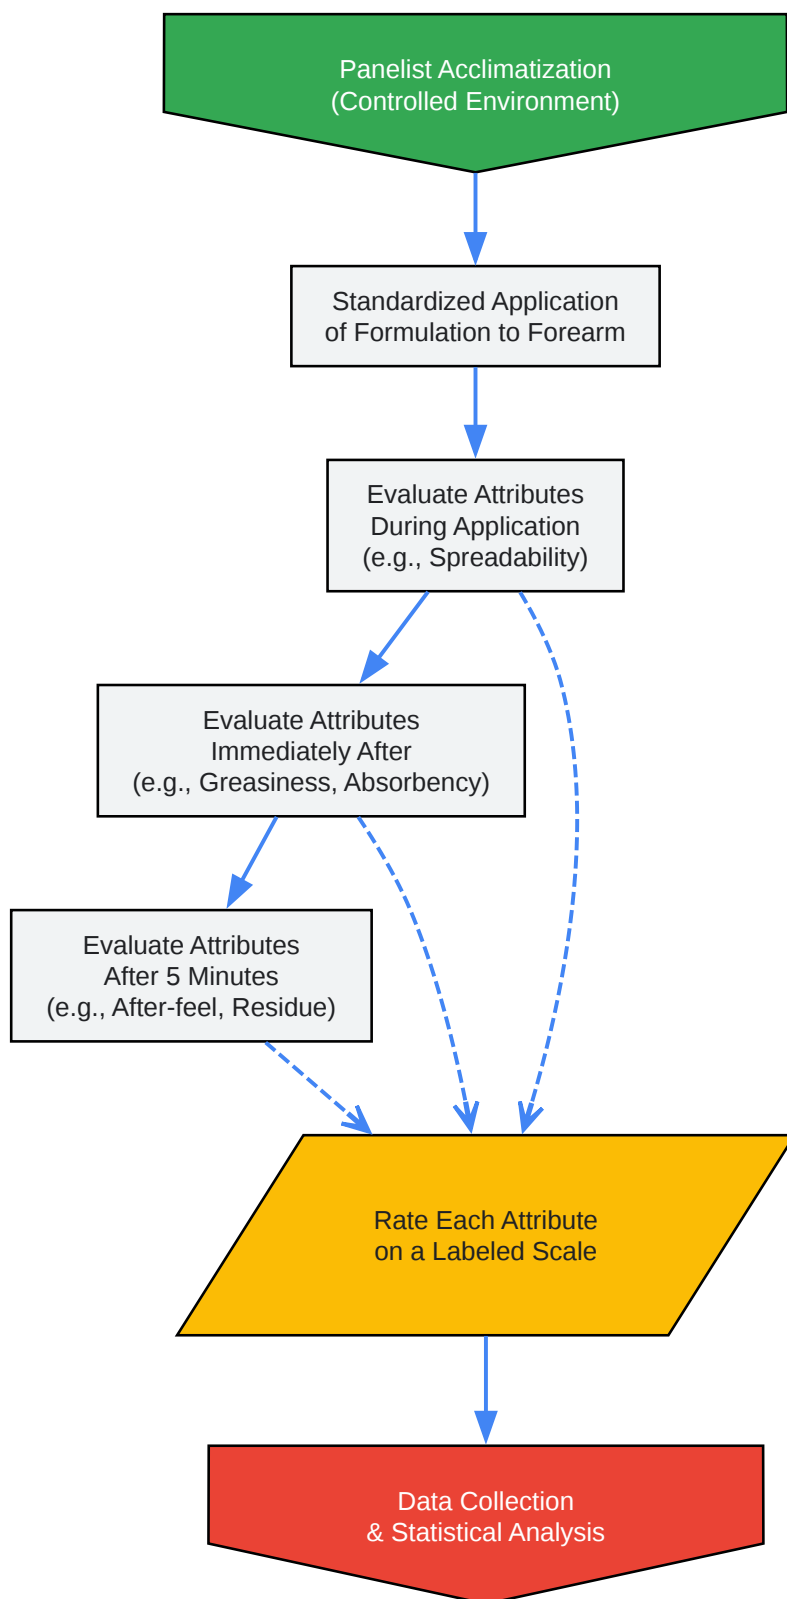 Panelist Acclimatization
(Controlled Environment)
Standardized Application
of Formulation to Forearm
Evaluate Attributes
During Application
(e.g., Spreadability)
Evaluate Attributes
Immediately After
(e.g., Greasiness, Absorbency)
Evaluate Attributes
After 5 Minutes
(e.g., After-feel, Residue)
Rate Each Attribute
on a Labeled Scale
Data Collection
& Statistical Analysis